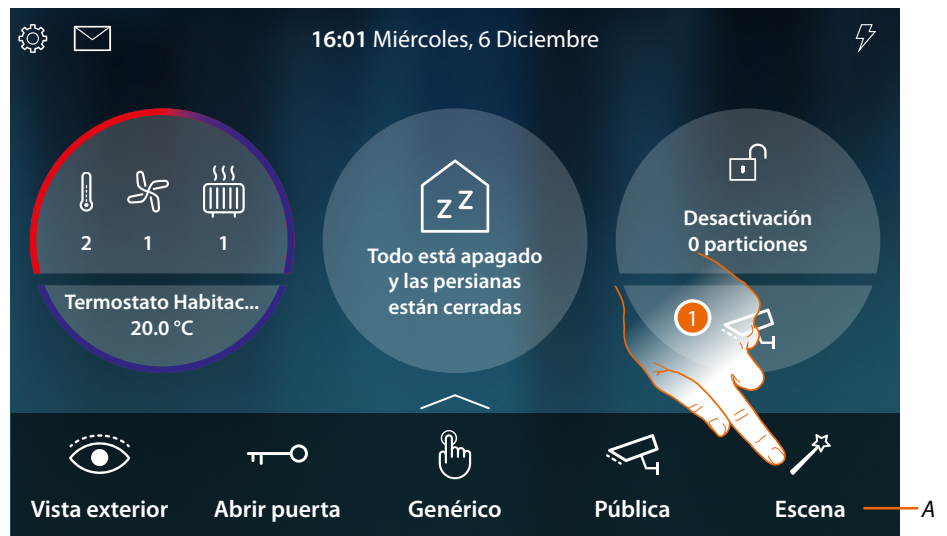 16:01 Miércoles, 6 Diciembre
2 1 1
Termostato Habitac...
20.0 °C
z Z
Todo está apagado
y las persianas
están cerradas
Desactivación
0 particiones
1
Vista exterior
Abrir puerta
Genérico
Pública
Escena
A